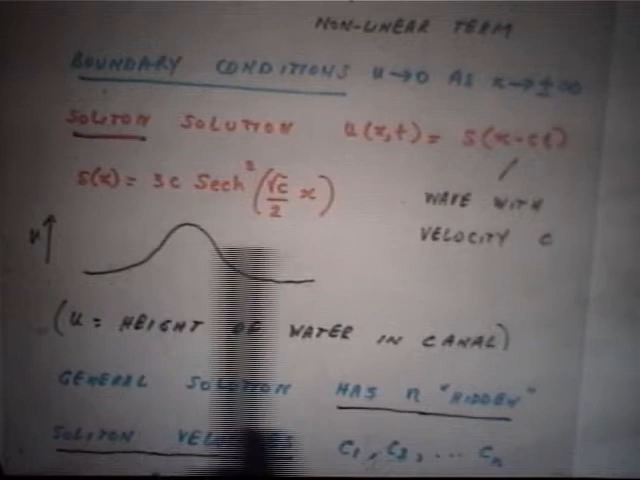 NON-LINEAR TERM
BOUNDARY CONDITIONS u→0 AS x→±∞
SOLITON SOLUTION u(x,t) = S(x-ct)
S(x) = 3c Sech²(√c/2 x)
WAVE WITH
VELOCITY c
u↑
(u = HEIGHT OF WATER IN CANAL)
GENERAL SOLUTION HAS n "HIDDEN"
SOLITON VELOCITIES c₁, c₂, ... cₙ